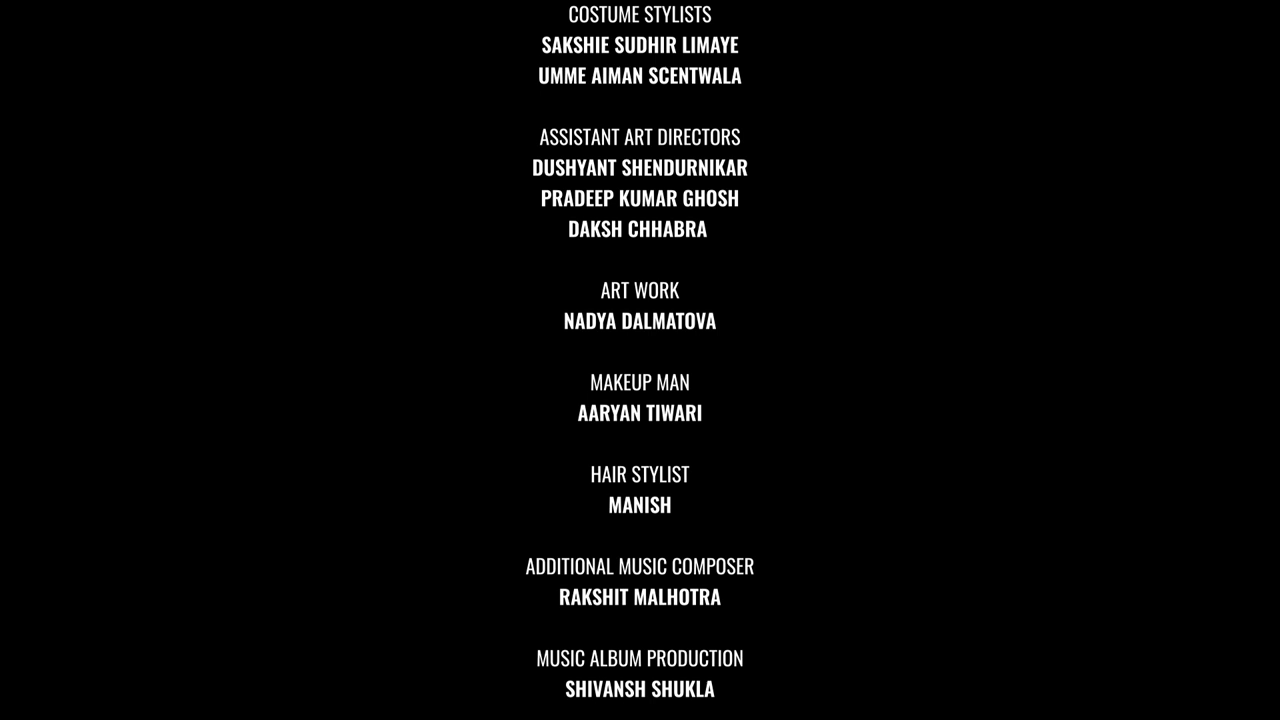 COSTUME STYLISTS
SAKSHIE SUDHIR LIMAYE
UMME AIMAN SCENTWALA
ASSISTANT ART DIRECTORS
DUSHYANT SHENDURNIKAR
PRADEEP KUMAR GHOSH
DAKSH CHHABRA
ART WORK
NADYA DALMATOVA
MAKEUP MAN
AARYAN TIWARI
HAIR STYLIST
MANISH
ADDITIONAL MUSIC COMPOSER
RAKSHIT MALHOTRA
MUSIC ALBUM PRODUCTION
SHIVANSH SHUKLA